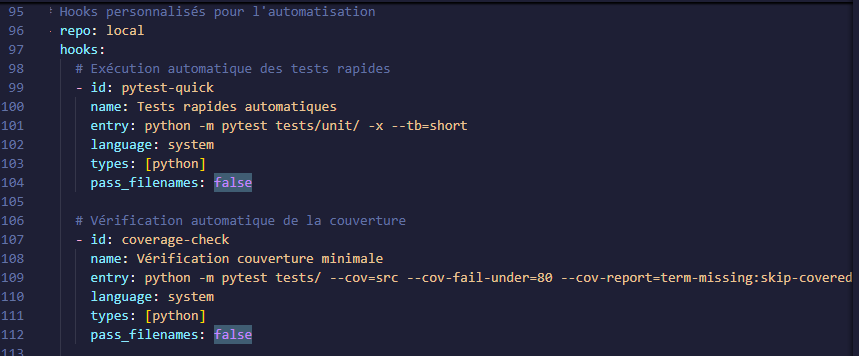 95 # Hooks personnalisés pour l'automatisation
96 - repo: local
97 hooks:
98 # Exécution automatique des tests rapides
99 - id: pytest-quick
100 name: Tests rapides automatiques
101 entry: python -m pytest tests/unit/ -x --tb=short
102 language: system
103 types: [python]
104 pass_filenames: false
105
106 # Vérification automatique de la couverture
107 - id: coverage-check
108 name: Vérification couverture minimale
109 entry: python -m pytest tests/ --cov=src --cov-fail-under=80 --cov-report=term-missing:skip-covered
110 language: system
111 types: [python]
112 pass_filenames: false
113